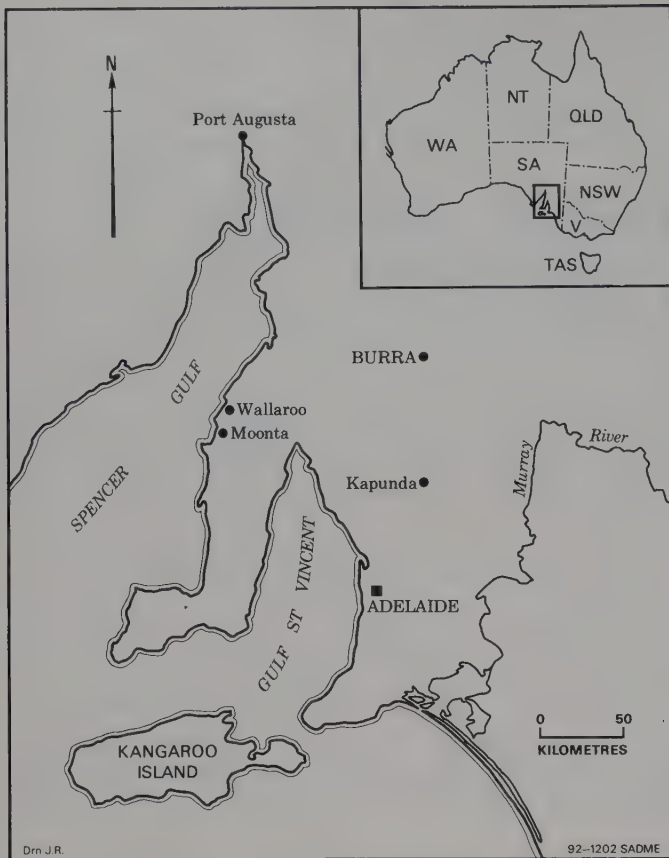 N
Port Augusta
WA
NT
QLD
SA
NSW
V
TAS
SPENCER
GULF
BURRA
Wallaroo
Moonta
Murray
River
Kapunda
GULF ST VINCENT
ADELAIDE
KANGAROO
ISLAND
0 50
KILOMETRES
Drn J.R.
92–1202 SADME